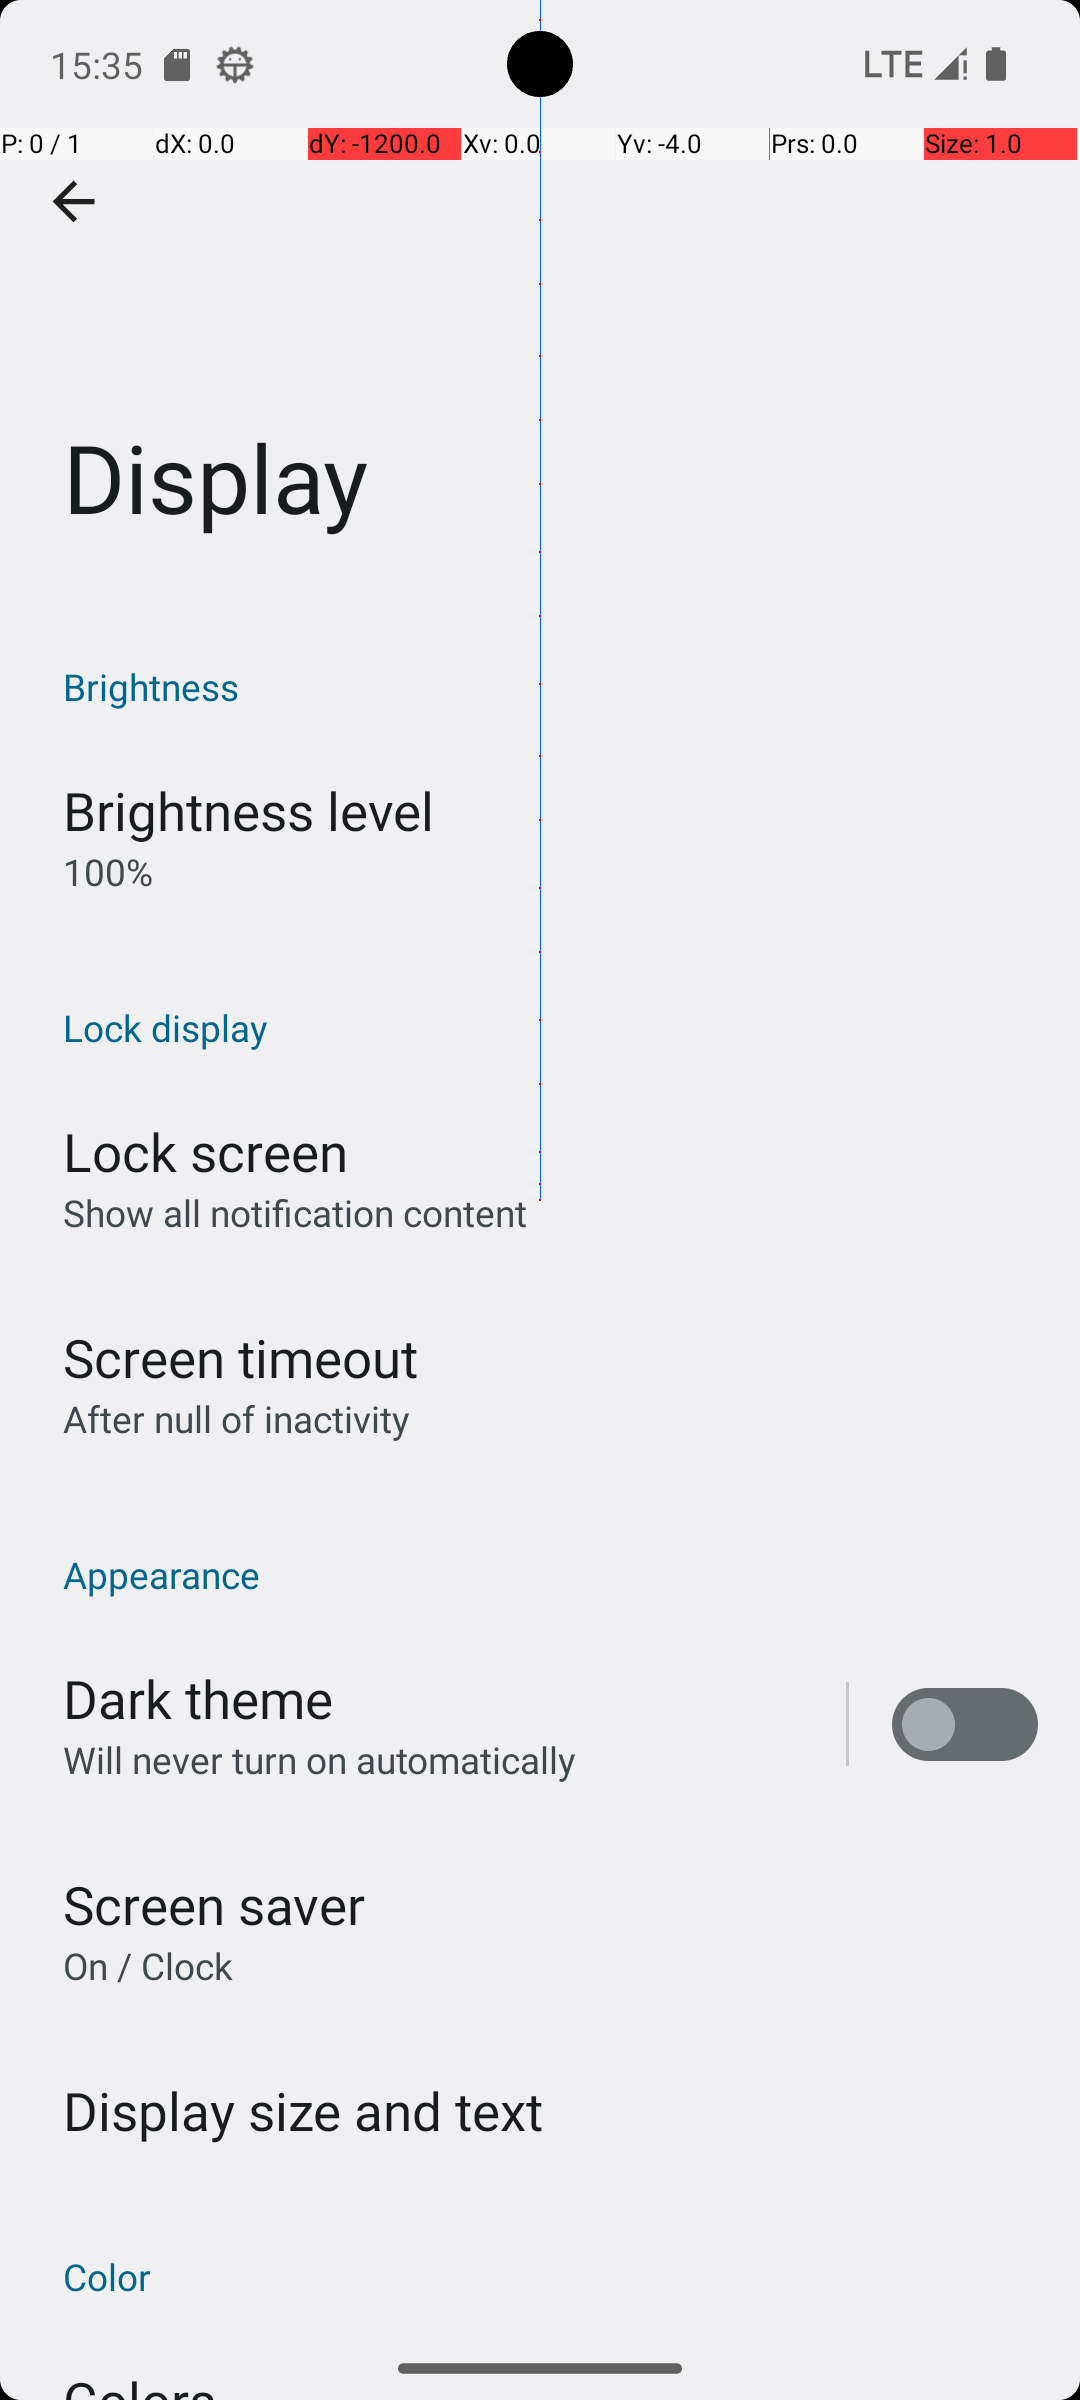 15:35 LTE
P: 0 / 1 dX: 0.0 dY: -1200.0 Xv: 0.0 Yv: -4.0 Prs: 0.0 Size: 1.0
Display
Brightness
Brightness level
100%
Lock display
Lock screen
Show all notification content
Screen timeout
After null of inactivity
Appearance
Dark theme
Will never turn on automatically
Screen saver
On / Clock
Display size and text
Color
Colors